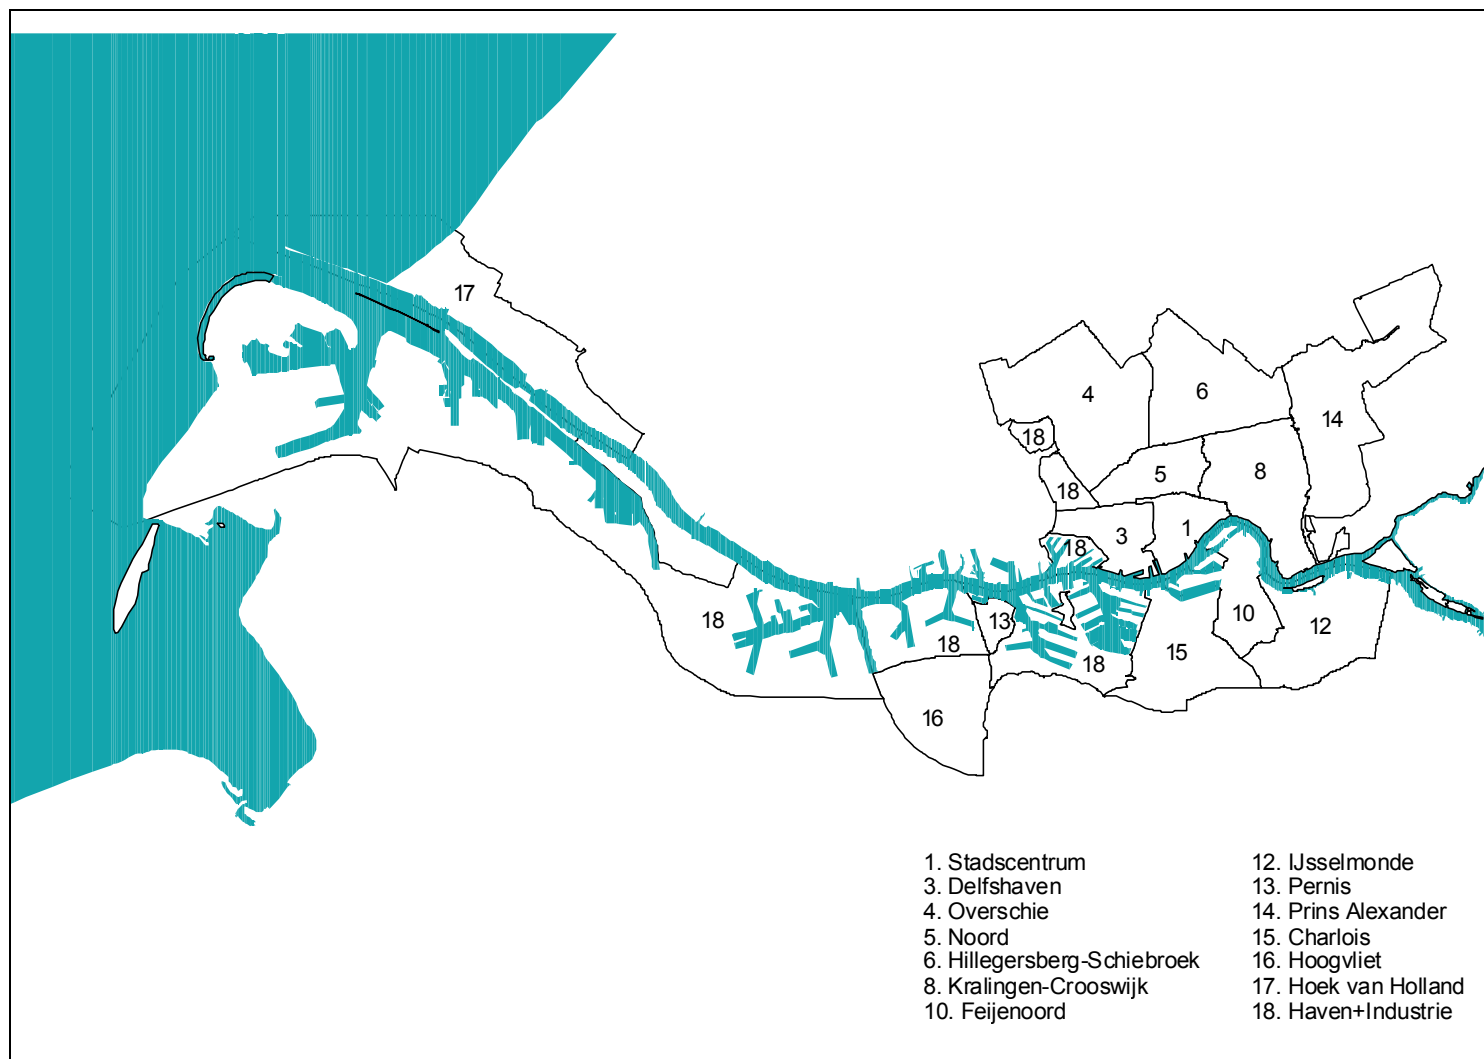 17
4
6
14
18
5
8
18
3
1
18
18
13
18
10
12
18
15
16
1. Stadscentrum
3. Delfshaven
4. Overschie
5. Noord
6. Hillegersberg-Schiebroek
8. Kralingen-Crooswijk
10. Feijenoord
12. IJsselmonde
13. Pernis
14. Prins Alexander
15. Charlois
16. Hoogvliet
17. Hoek van Holland
18. Haven+Industrie